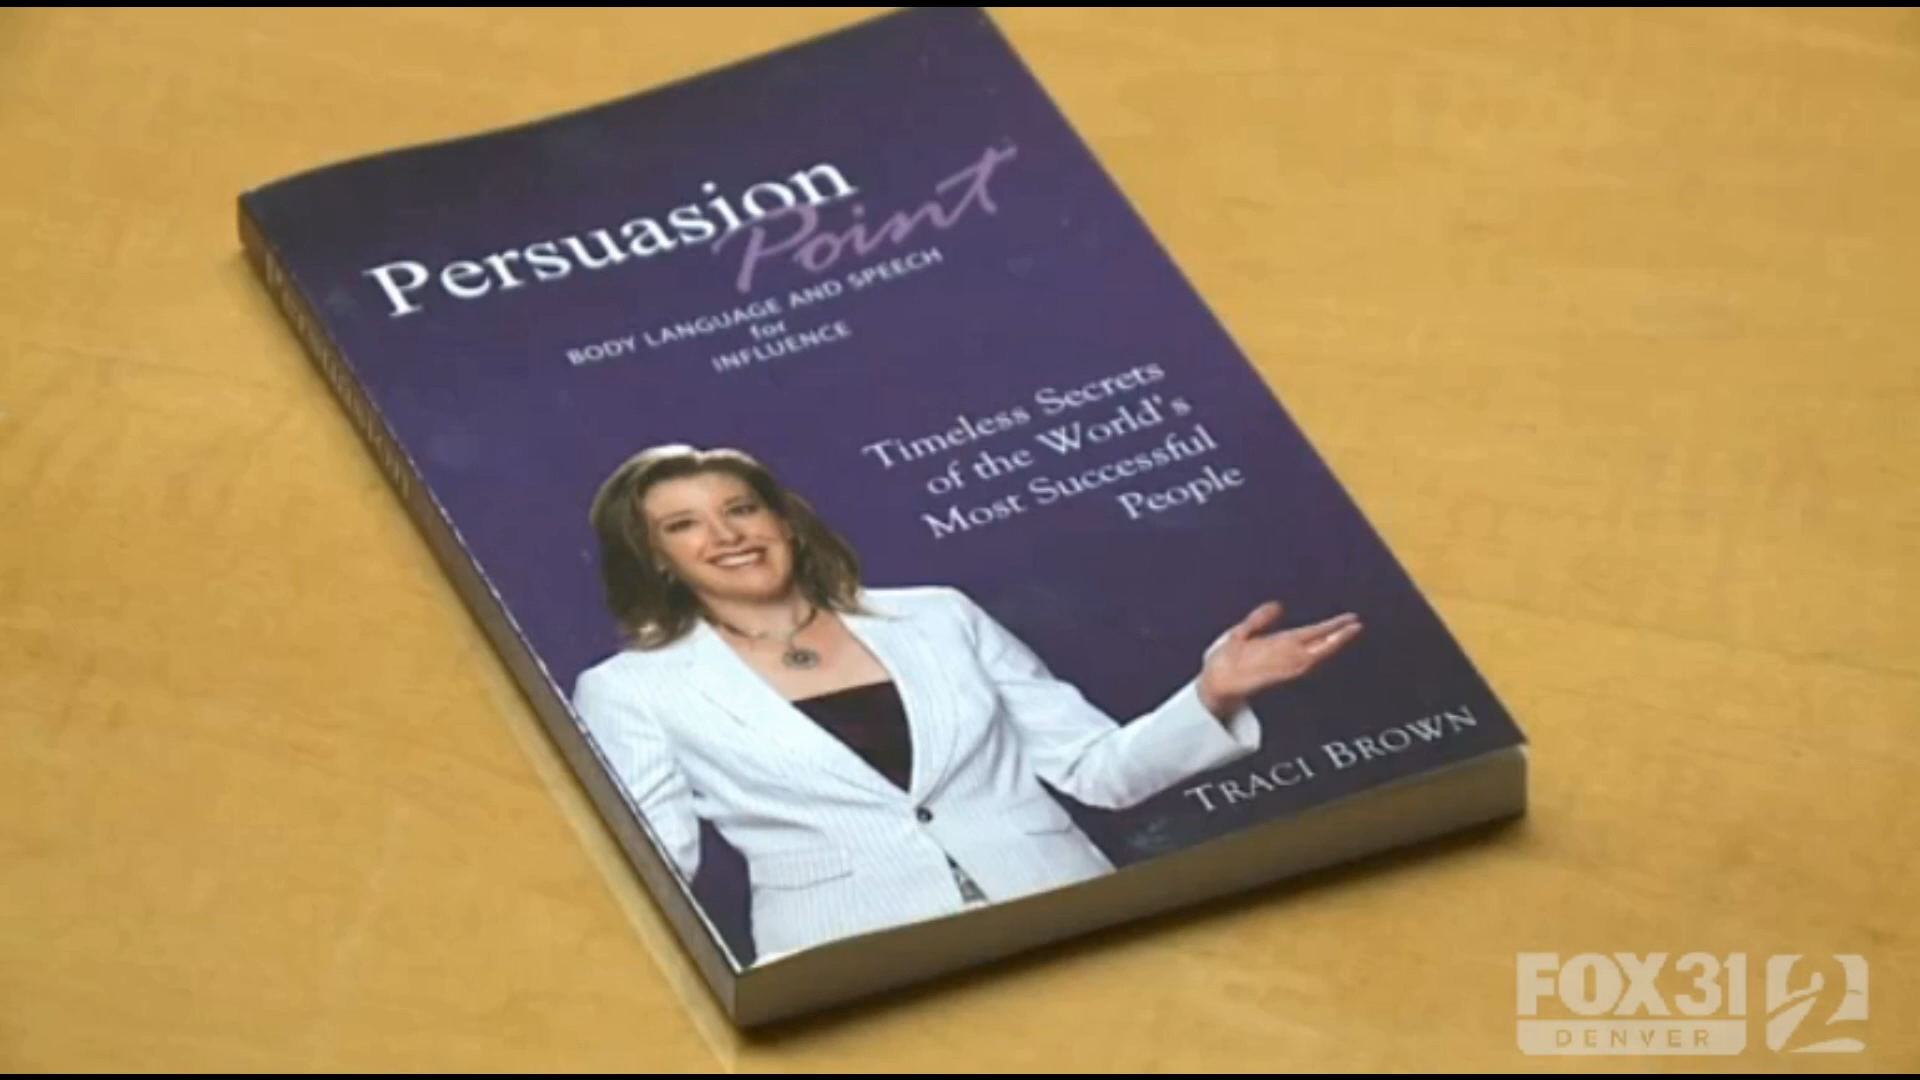 Persuasion
Point
BODY LANGUAGE AND SPEECH
for
INFLUENCE
Timeless Secrets
of the World's
Most Successful
People
TRACI BROWN
Persuasion
FOX31
DENVER
2